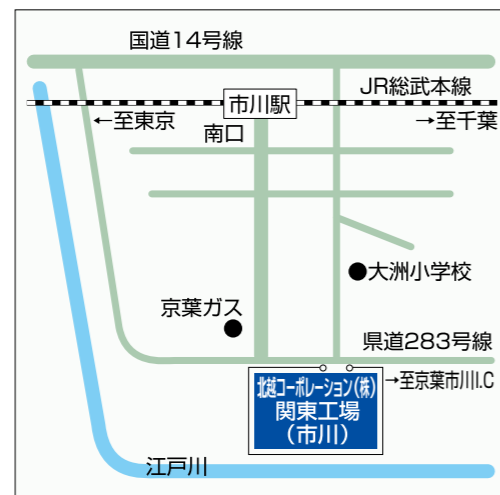 国道14号線
JR総武本線
市川駅
←至東京
→至千葉
南口
●大洲小学校
京葉ガス
県道283号線
→至京葉市川I.C
北越コーポレーション(株)
関東工場
(市川)
江戸川